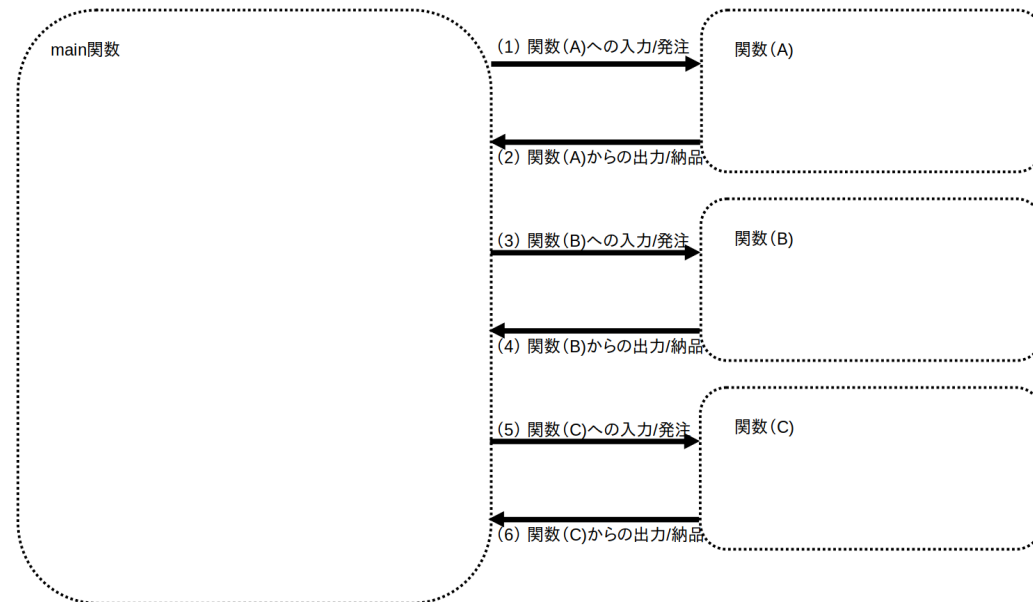 main関数
（1） 関数（A)への入力/発注
関数（A)
（2） 関数（A)からの出力/納品
（3） 関数（B)への入力/発注
関数（B)
（4） 関数（B)からの出力/納品
（5） 関数（C)への入力/発注
関数（C)
（6） 関数（C)からの出力/納品